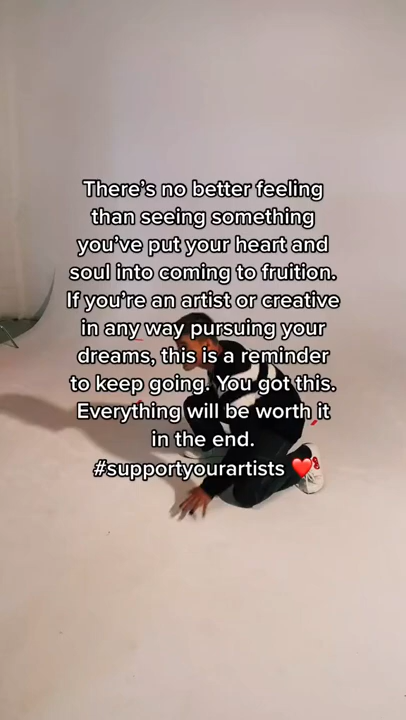 There's no better feeling
than seeing something
you've put your heart and
soul into coming to fruition.
If you're an artist or creative
in any way pursuing your
dreams, this is a reminder
to keep going. You got this.
Everything will be worth it
in the end.
#supportyourartists ❤️